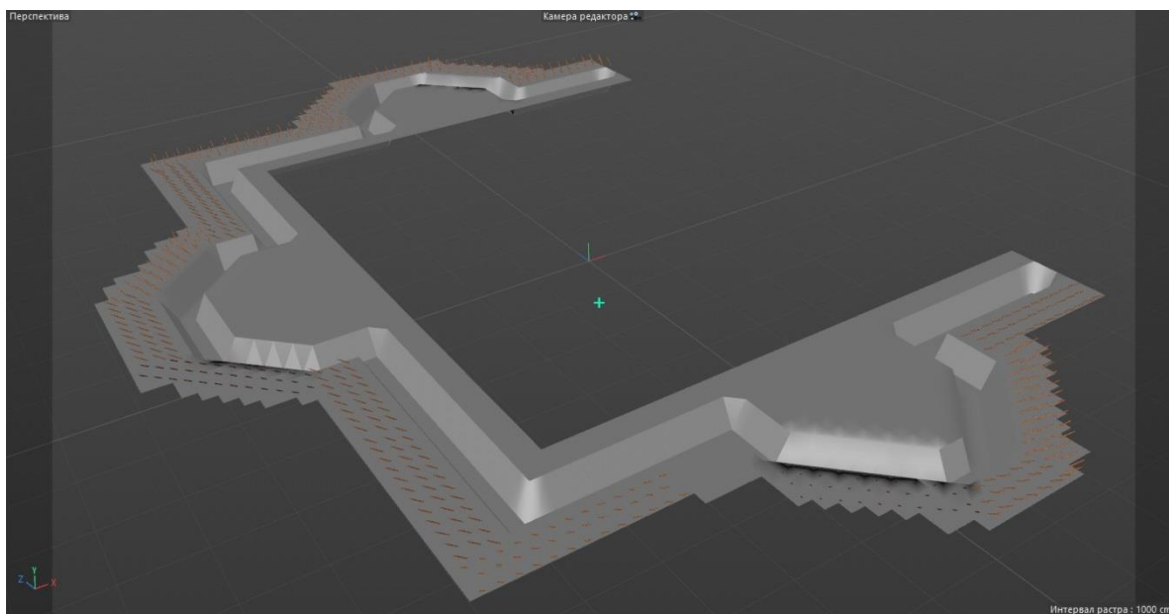 Перспектива
Камера редактора
Y
Z X
Интервал растра : 1000 cm